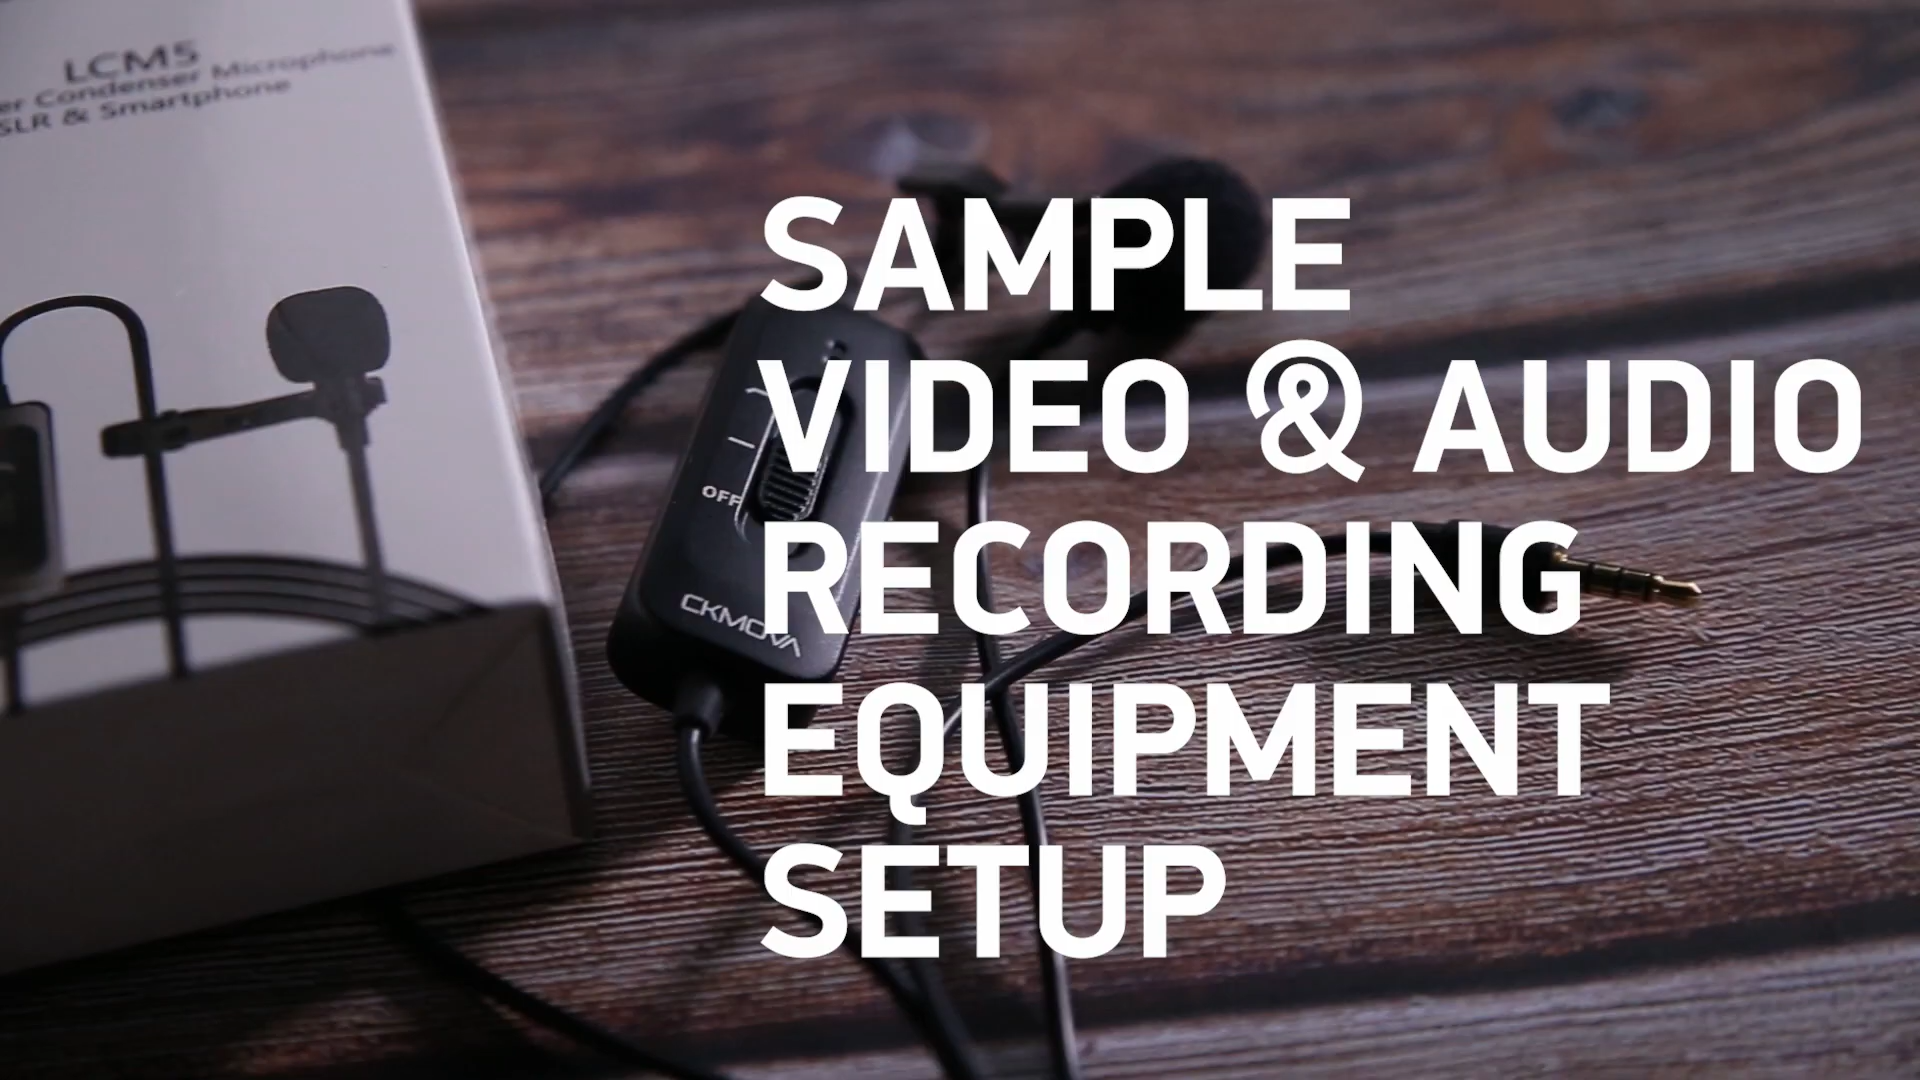 LCM5
er Condenser Microphone
SLR & Smartphone
OFF
CKMOVA
SAMPLE
VIDEO & AUDIO
RECORDING
EQUIPMENT
SETUP